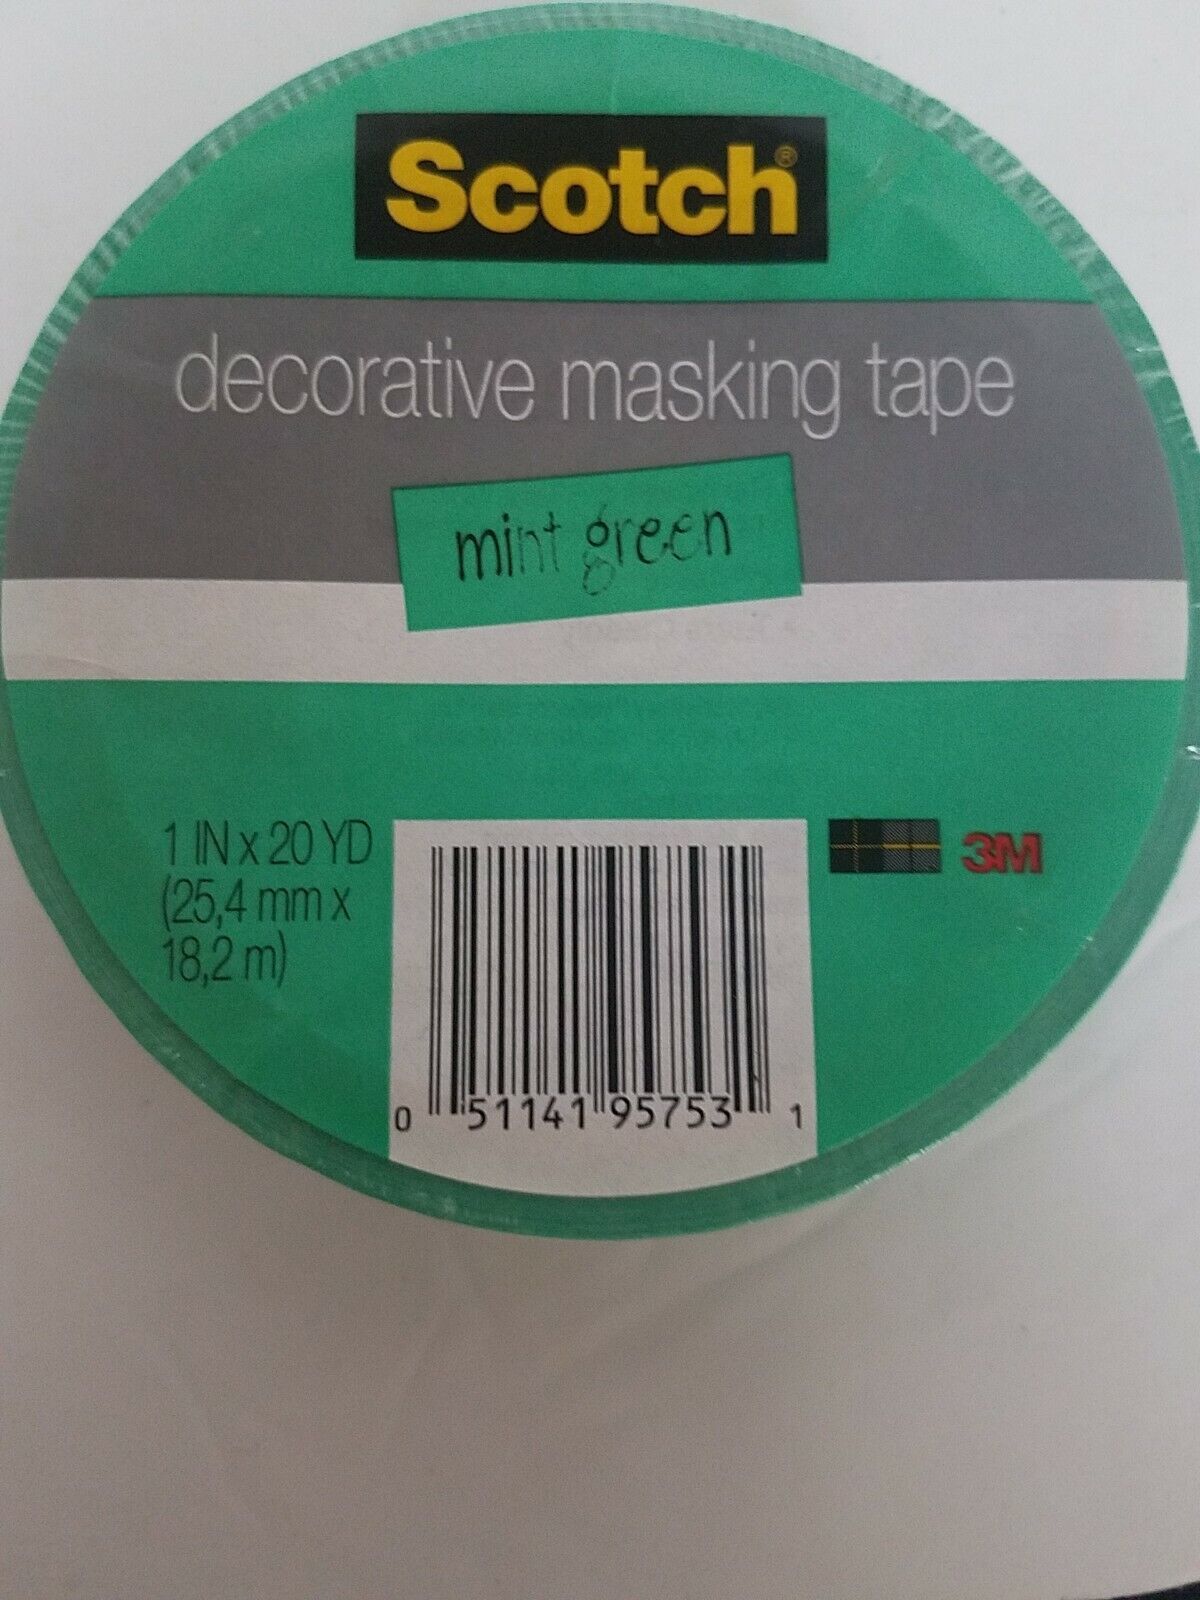 Scotch®
decorative masking tape
mint green
1 IN x 20 YD
(25,4 mm x
18,2 m)
3M
0 51141 95753 1